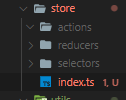 store
actions
reducers
selectors
index.ts 1, U
utils